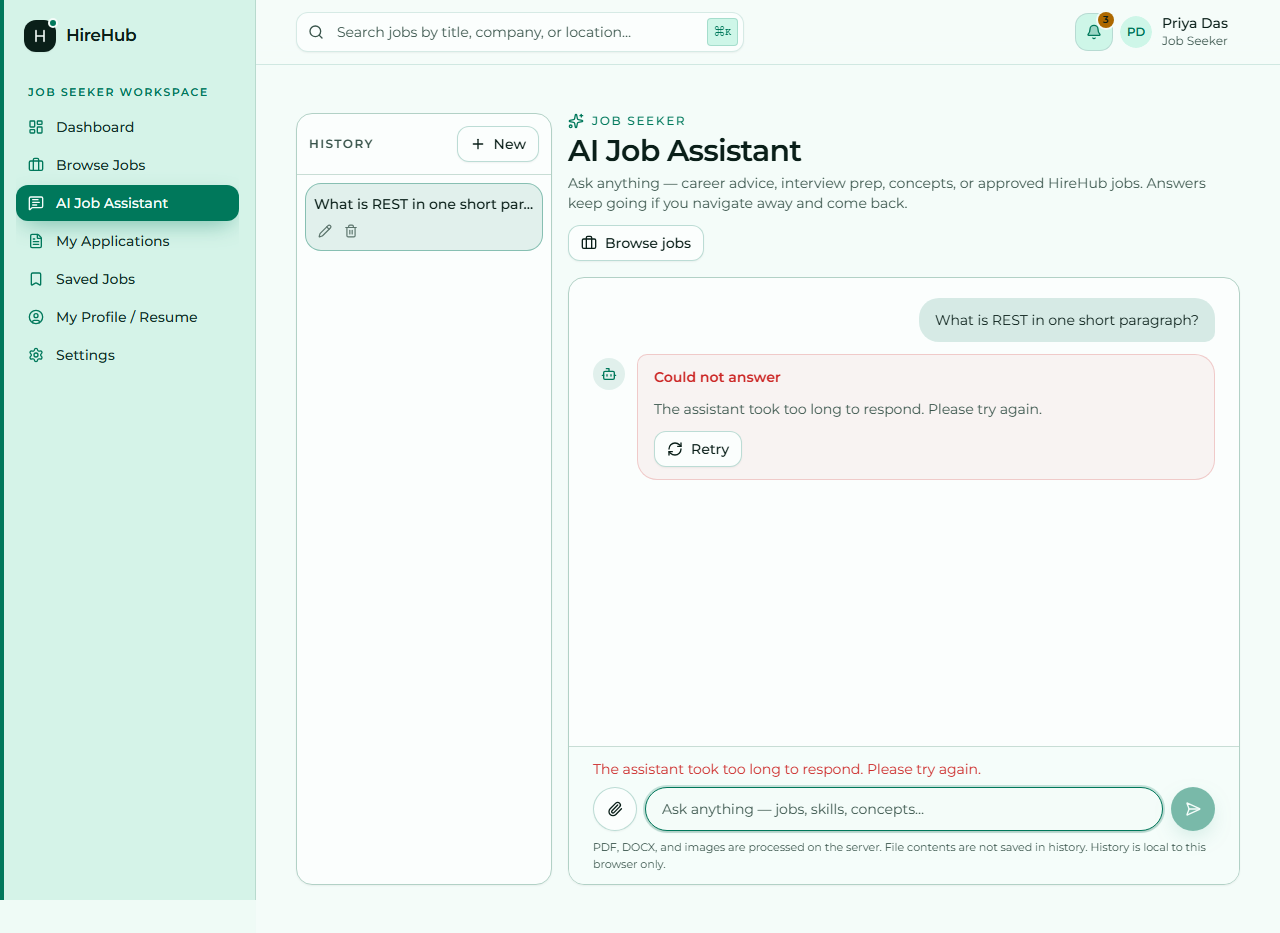 H HireHub
JOB SEEKER WORKSPACE
Dashboard
Browse Jobs
AI Job Assistant
My Applications
Saved Jobs
My Profile / Resume
Settings
Search jobs by title, company, or location...
⌘K
3
PD
Priya Das
Job Seeker
HISTORY
New
What is REST in one short par...
JOB SEEKER
AI Job Assistant
Ask anything — career advice, interview prep, concepts, or approved HireHub jobs. Answers
keep going if you navigate away and come back.
Browse jobs
What is REST in one short paragraph?
Could not answer
The assistant took too long to respond. Please try again.
Retry
The assistant took too long to respond. Please try again.
Ask anything — jobs, skills, concepts...
PDF, DOCX, and images are processed on the server. File contents are not saved in history. History is local to this
browser only.